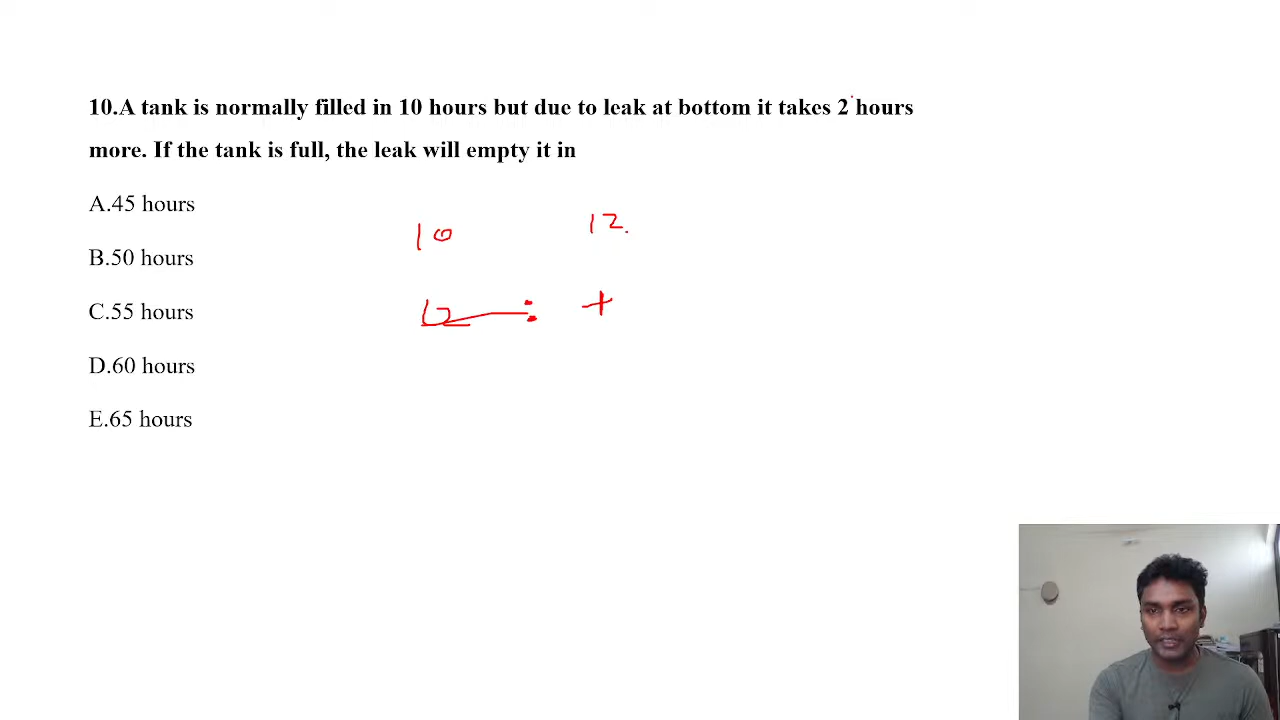 10.A tank is normally filled in 10 hours but due to leak at bottom it takes 2 hours
more. If the tank is full, the leak will empty it in
A.45 hours
B.50 hours
C.55 hours
D.60 hours
E.65 hours
10 12.
12 : +